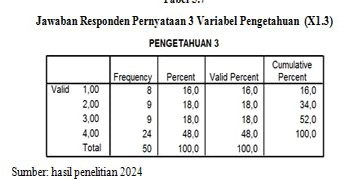 Tabel 5.7
Jawaban Responden Pernyataan 3 Variabel Pengetahuan (X1.3)
PENGETAHUAN 3
Frequency Percent Valid Percent Cumulative Percent
Valid 1,00 8 16,0 16,0 16,0
2,00 9 18,0 18,0 34,0
3,00 9 18,0 18,0 52,0
4,00 24 48,0 48,0 100,0
Total 50 100,0 100,0
Sumber: hasil penelitian 2024